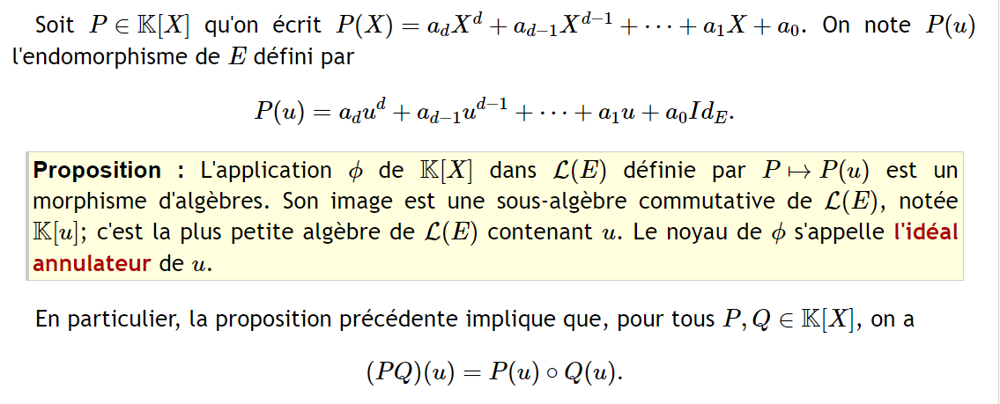 Soit $P \in \mathbb{K}[X]$ qu'on écrit $P(X) = a_d X^d + a_{d-1} X^{d-1} + \cdots + a_1 X + a_0$. On note $P(u)$
l'endomorphisme de $E$ défini par
$P(u) = a_d u^d + a_{d-1} u^{d-1} + \cdots + a_1 u + a_0 Id_E.$
Proposition : L'application $\phi$ de $\mathbb{K}[X]$ dans $\mathcal{L}(E)$ définie par $P \mapsto P(u)$ est un
morphisme d'algèbres. Son image est une sous-algèbre commutative de $\mathcal{L}(E)$, notée
$\mathbb{K}[u]$; c'est la plus petite algèbre de $\mathcal{L}(E)$ contenant $u$. Le noyau de $\phi$ s'appelle l'idéal
annulateur de $u$.
En particulier, la proposition précédente implique que, pour tous $P, Q \in \mathbb{K}[X]$, on a
$(PQ)(u) = P(u) \circ Q(u).$